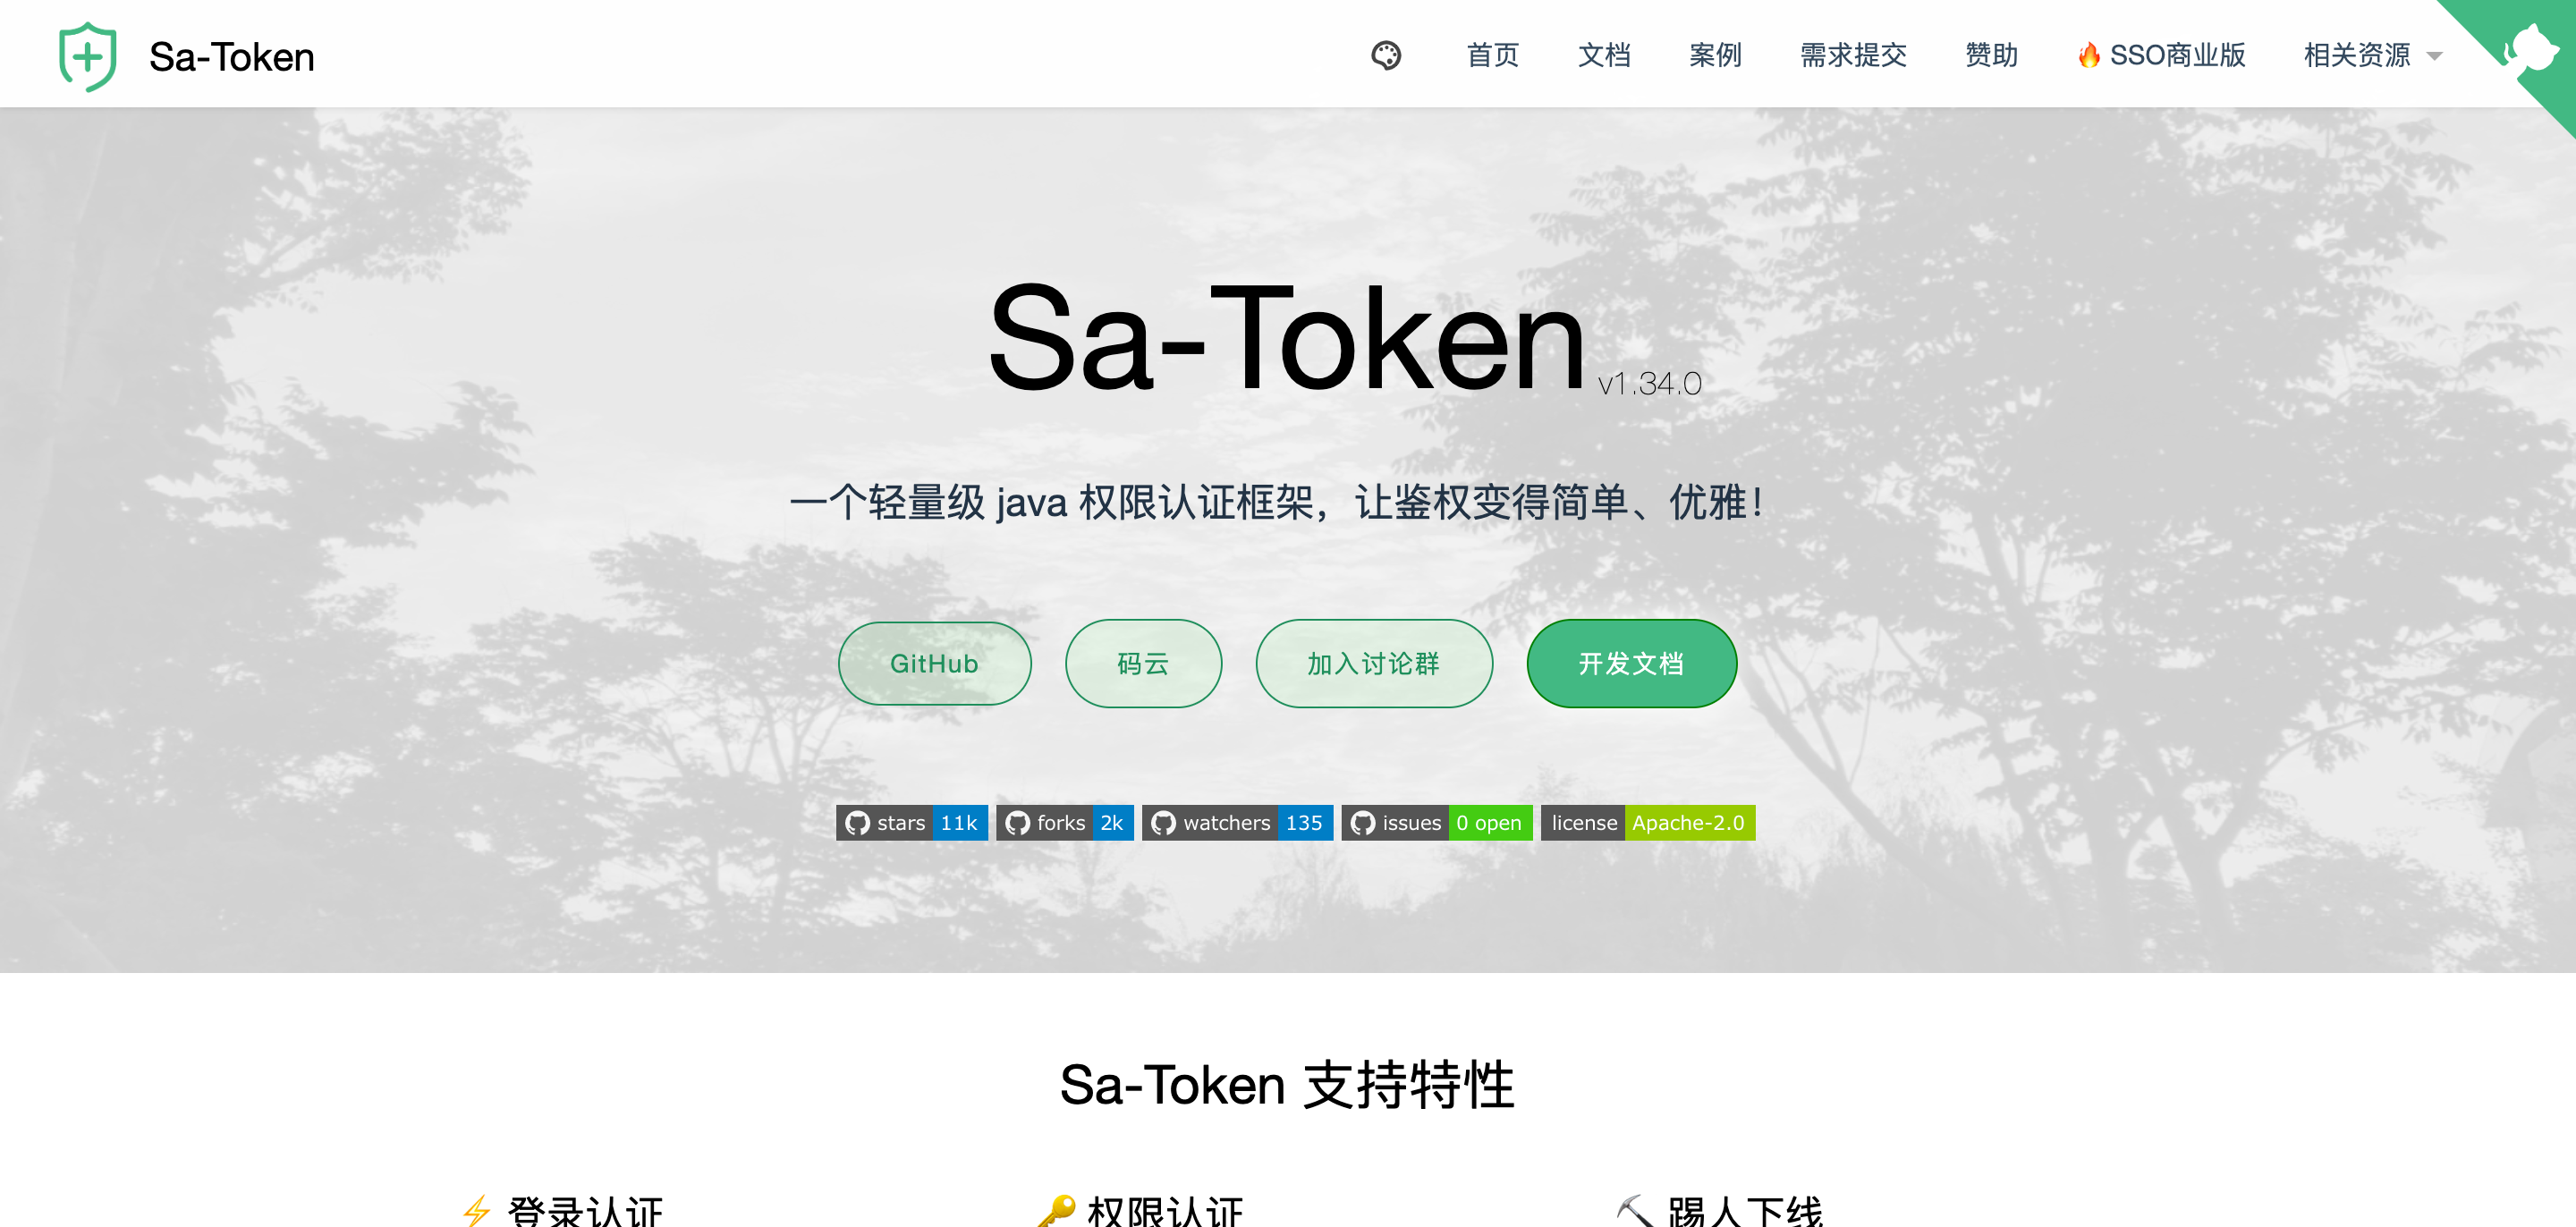 Sa-Token
首页 文档 案例 需求提交 赞助 🔥 SSO商业版 相关资源
Sa-Token v1.34.0
一个轻量级 java 权限认证框架，让鉴权变得简单、优雅！
GitHub 码云 加入讨论群 开发文档
stars 11k forks 2k watchers 135 issues 0 open license Apache-2.0
Sa-Token 支持特性
⚡ 登录认证 🔑 权限认证 ⛏ 踢人下线